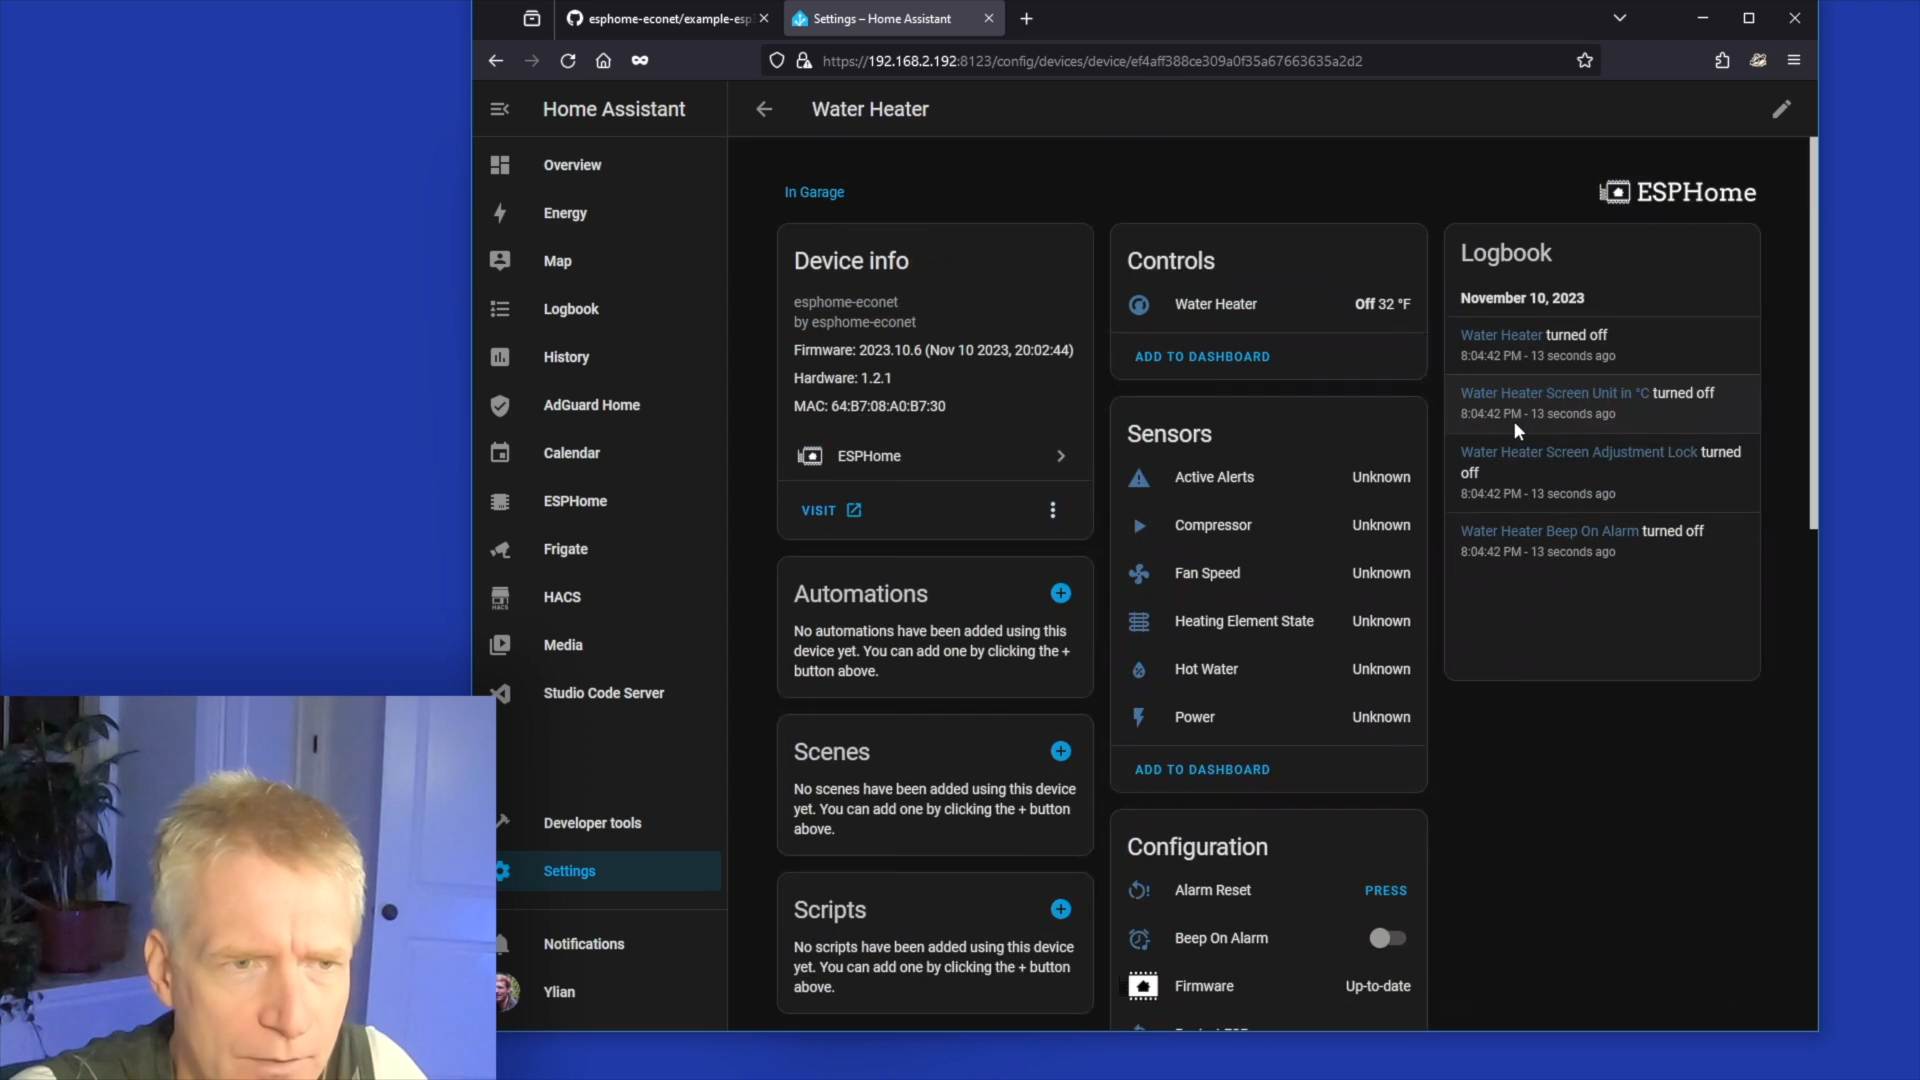 esphome-econet/example-esp
Settings – Home Assistant
https://192.168.2.192:8123/config/devices/device/ef4aff388ce309a0f35a67663635a2d2
Home Assistant
Water Heater
Overview
Energy
Map
Logbook
History
AdGuard Home
Calendar
ESPHome
Frigate
HACS
HACS
Media
Studio Code Server
Developer tools
Settings
Notifications
Ylian
In Garage
ESPHome
Device info
esphome-econet
by esphome-econet
Firmware: 2023.10.6 (Nov 10 2023, 20:02:44)
Hardware: 1.2.1
MAC: 64:B7:08:A0:B7:30
ESPHome
VISIT
Automations
No automations have been added using this
device yet. You can add one by clicking the +
button above.
Scenes
No scenes have been added using this device
yet. You can add one by clicking the + button
above.
Scripts
No scripts have been added using this device
yet. You can add one by clicking the + button
above.
Controls
Water Heater Off 32 °F
ADD TO DASHBOARD
Sensors
Active Alerts Unknown
Compressor Unknown
Fan Speed Unknown
Heating Element State Unknown
Hot Water Unknown
Power Unknown
ADD TO DASHBOARD
Configuration
Alarm Reset PRESS
Beep On Alarm
Firmware Up-to-date
Logbook
November 10, 2023
Water Heater turned off
8:04:42 PM - 13 seconds ago
Water Heater Screen Unit in °C turned off
8:04:42 PM - 13 seconds ago
Water Heater Screen Adjustment Lock turned
off
8:04:42 PM - 13 seconds ago
Water Heater Beep On Alarm turned off
8:04:42 PM - 13 seconds ago